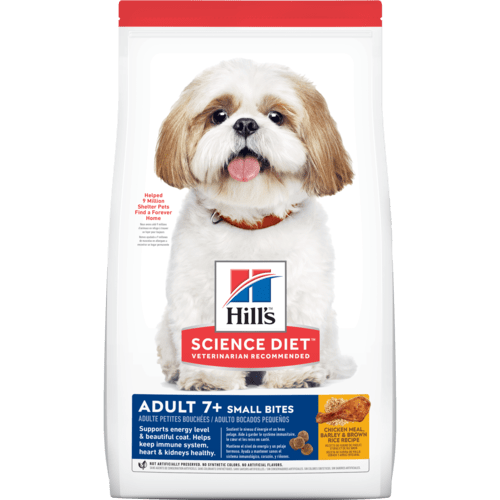 Helped
9 Million
Shelter Pets
Find a Forever
Home
Hill's
SCIENCE DIET™
VETERINARIAN RECOMMENDED
ADULT 7+ SMALL BITES
ADULTE PETITES BOUCHÉES / ADULTO BOCADOS PEQUEÑOS
Supports energy level
& beautiful coat. Helps
keep immune system,
heart & kidneys healthy.
CHICKEN MEAL,
BARLEY & BROWN
RICE RECIPE
NOT ARTIFICIALLY PRESERVED. NO SYNTHETIC COLORS, NO ARTIFICIAL FLAVORS.